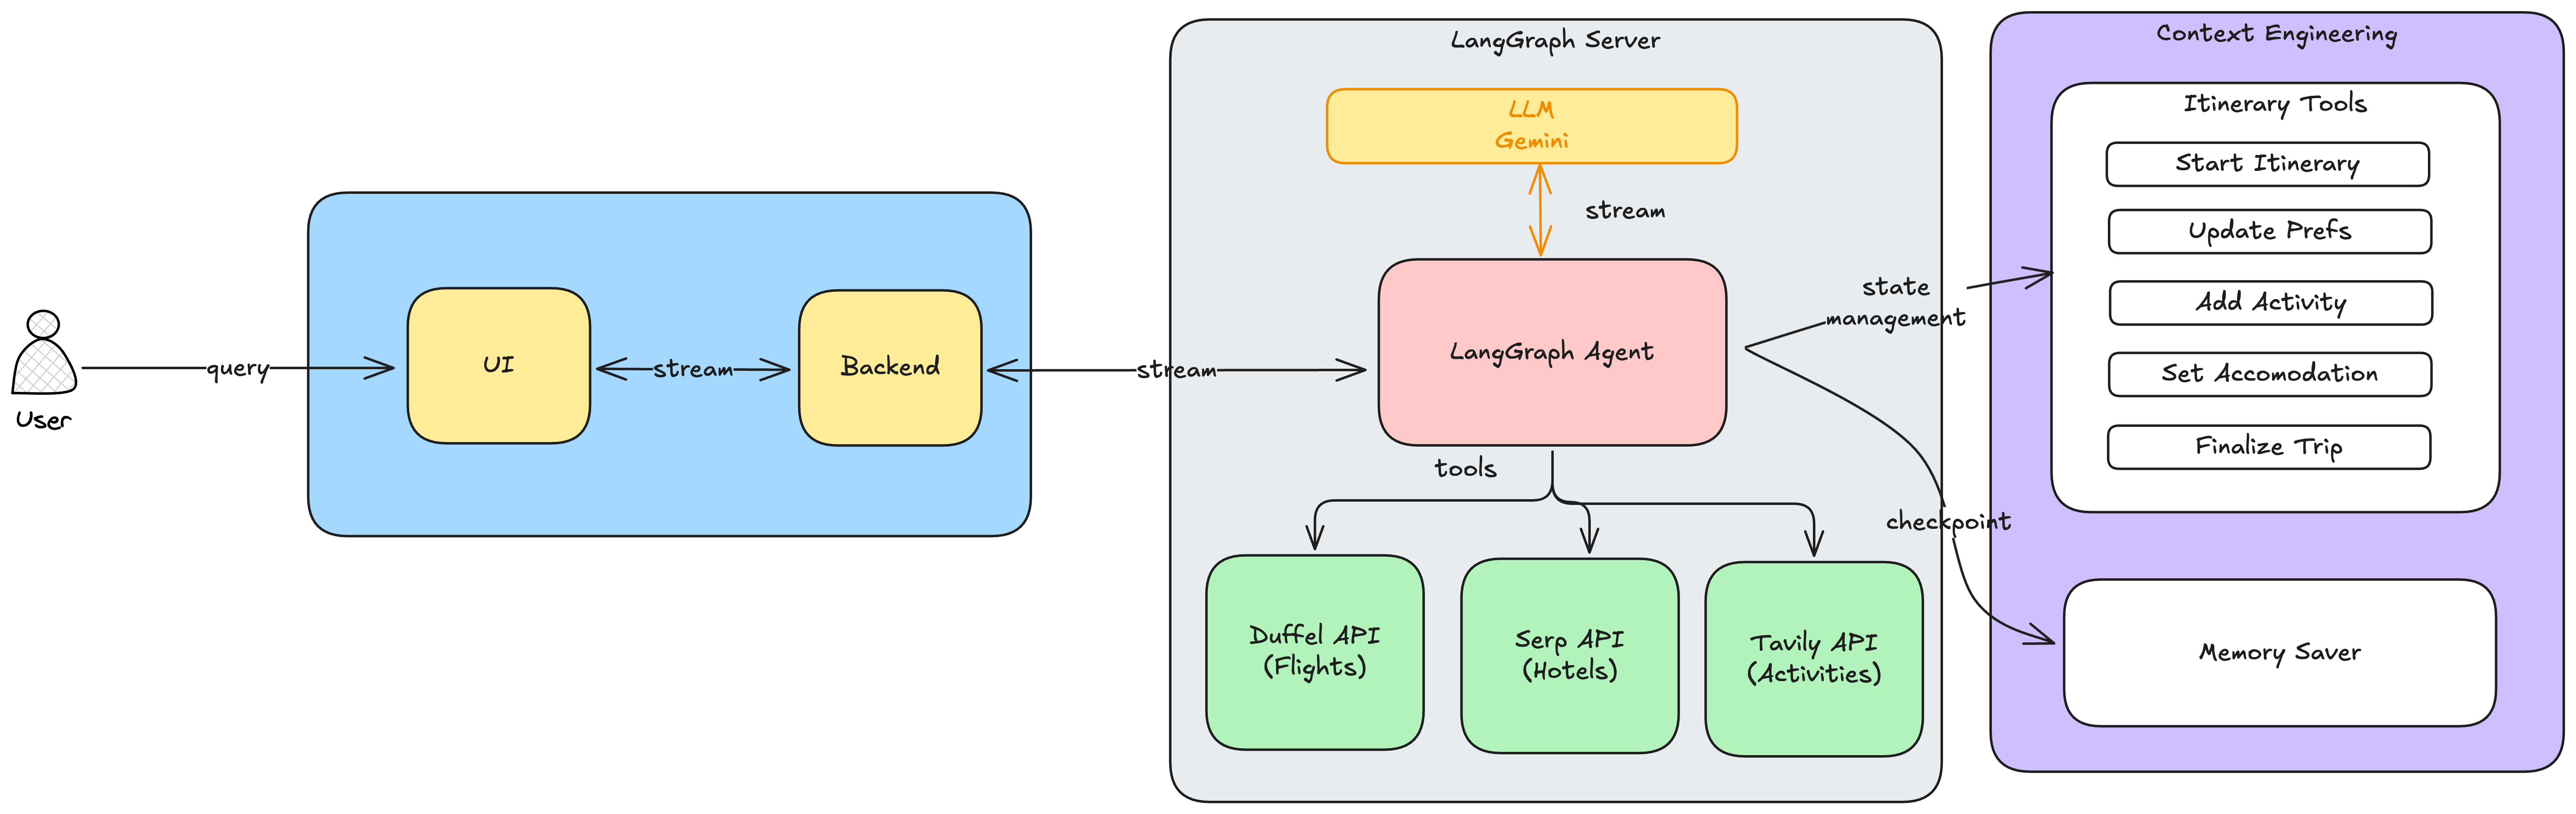 User
query
UI
stream
Backend
stream
LangGraph Server
LLM
Gemini
stream
LangGraph Agent
tools
Duffel API
(Flights)
Serp API
(Hotels)
Tavily API
(Activities)
state
management
checkpoint
Context Engineering
Itinerary Tools
Start Itinerary
Update Prefs
Add Activity
Set Accomodation
Finalize Trip
Memory Saver